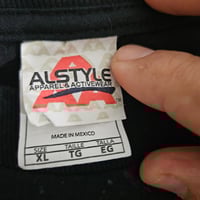 ALSTYLE
APPAREL & ACTIVEWEAR
AA
MADE IN MEXICO
SIZE TAILLE TALLA
XL TG EG